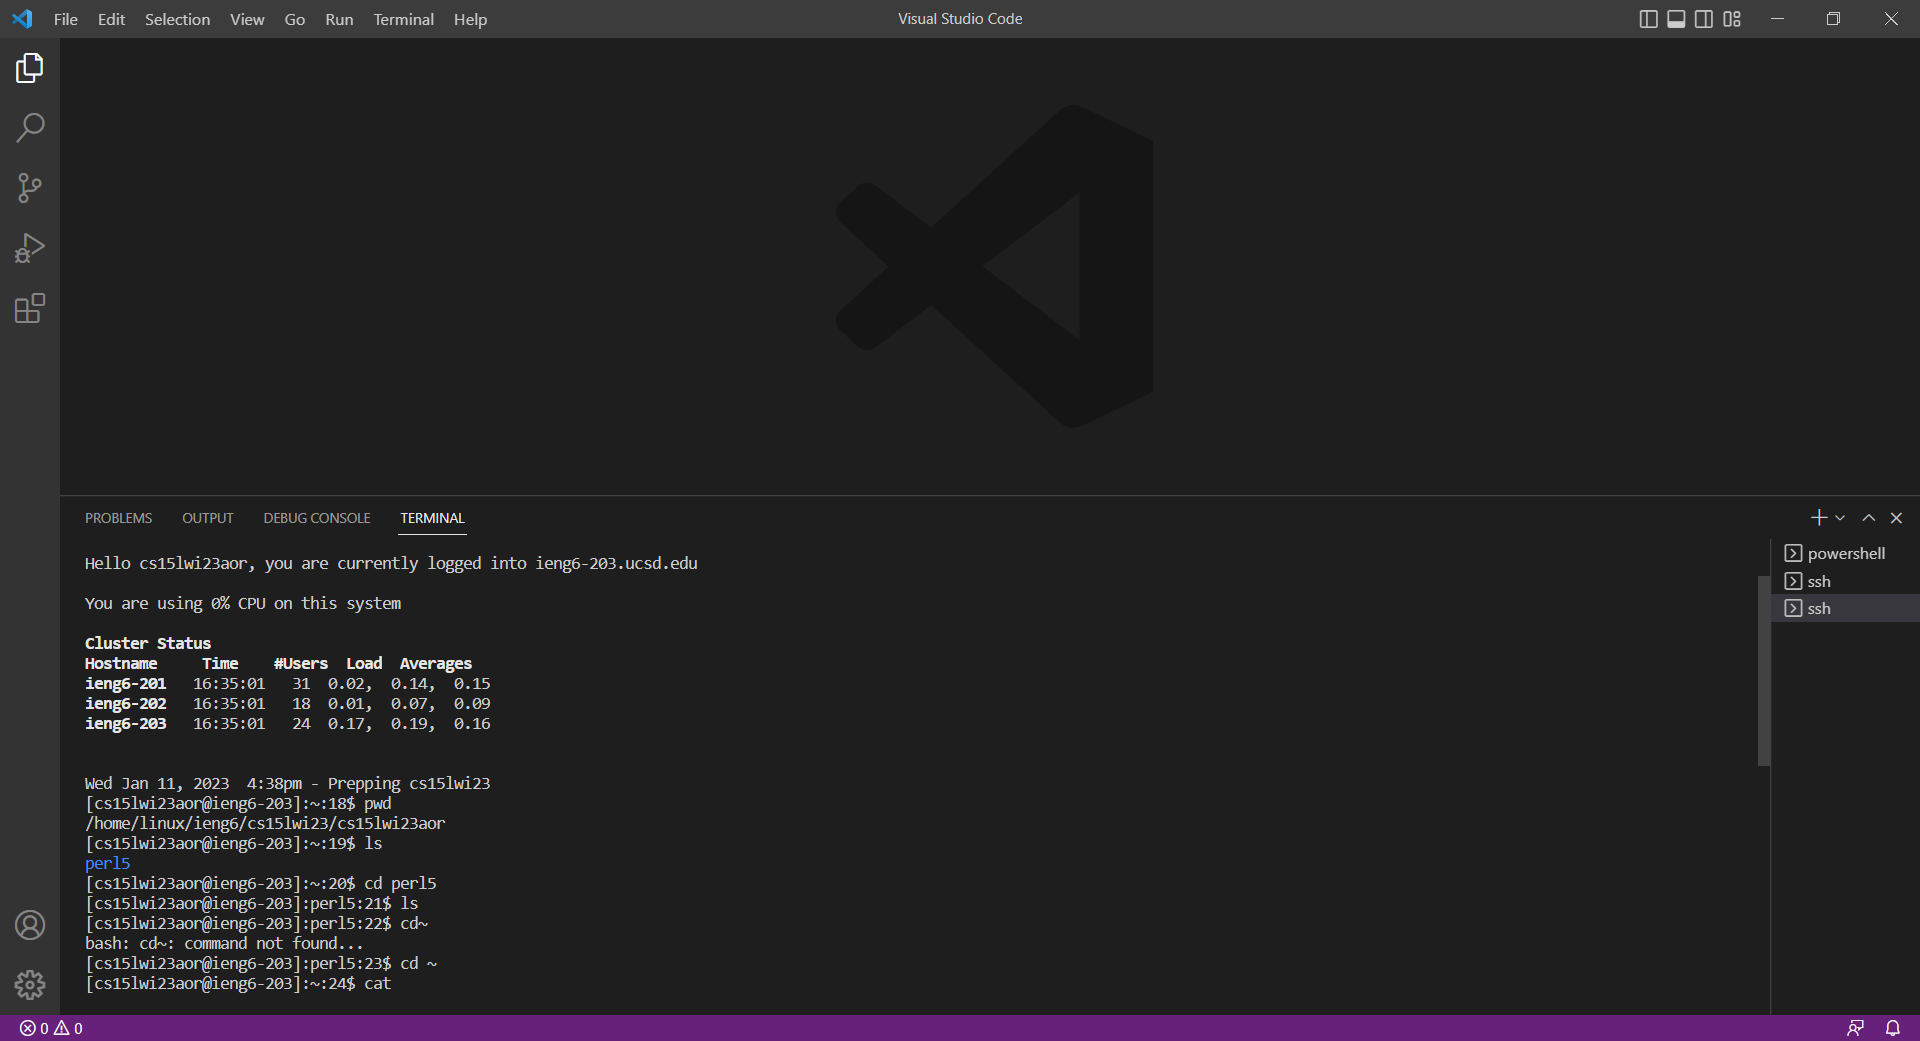 File Edit Selection View Go Run Terminal Help
Visual Studio Code
PROBLEMS OUTPUT DEBUG CONSOLE TERMINAL
powershell
ssh
ssh
Hello cs15lwi23aor, you are currently logged into ieng6-203.ucsd.edu
You are using 0% CPU on this system
Cluster Status
Hostname     Time    #Users  Load  Averages
ieng6-201   16:35:01   31  0.02,  0.14,  0.15
ieng6-202   16:35:01   18  0.01,  0.07,  0.09
ieng6-203   16:35:01   24  0.17,  0.19,  0.16
Wed Jan 11, 2023  4:38pm - Prepping cs15lwi23
[cs15lwi23aor@ieng6-203]:~:18$ pwd
/home/linux/ieng6/cs15lwi23/cs15lwi23aor
[cs15lwi23aor@ieng6-203]:~:19$ ls
perl5
[cs15lwi23aor@ieng6-203]:~:20$ cd perl5
[cs15lwi23aor@ieng6-203]:perl5:21$ ls
[cs15lwi23aor@ieng6-203]:perl5:22$ cd~
bash: cd~: command not found...
[cs15lwi23aor@ieng6-203]:perl5:23$ cd ~
[cs15lwi23aor@ieng6-203]:~:24$ cat
0 0